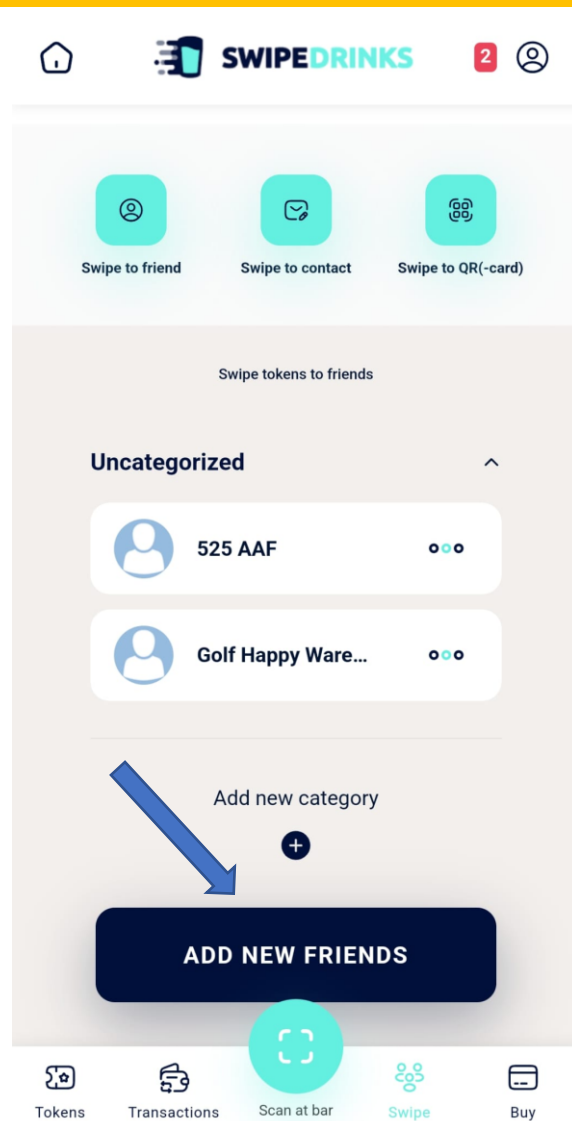 SWIPEDRINKS
2
Swipe to friend
Swipe to contact
Swipe to QR(-card)
Swipe tokens to friends
Uncategorized
525 AAF
Golf Happy Ware...
Add new category
ADD NEW FRIENDS
Tokens
Transactions
Scan at bar
Swipe
Buy